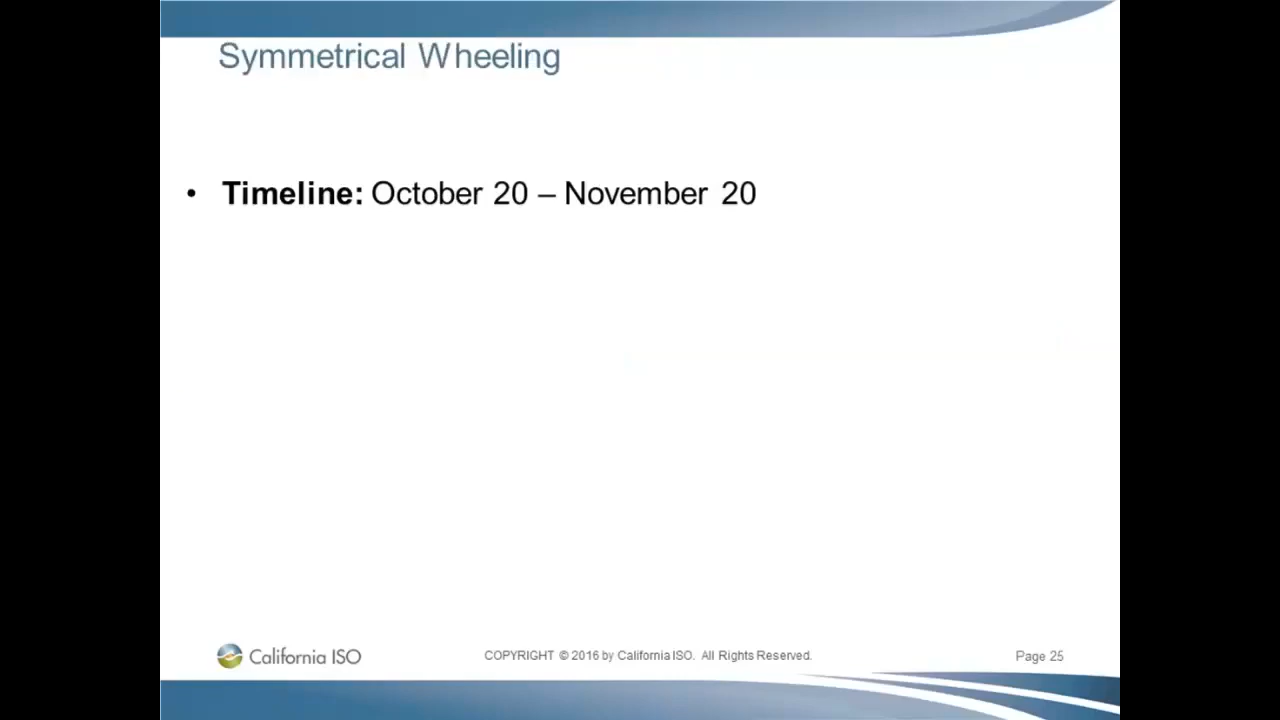 Symmetrical Wheeling
• Timeline: October 20 – November 20
California ISO
COPYRIGHT © 2016 by California ISO. All Rights Reserved.
Page 25